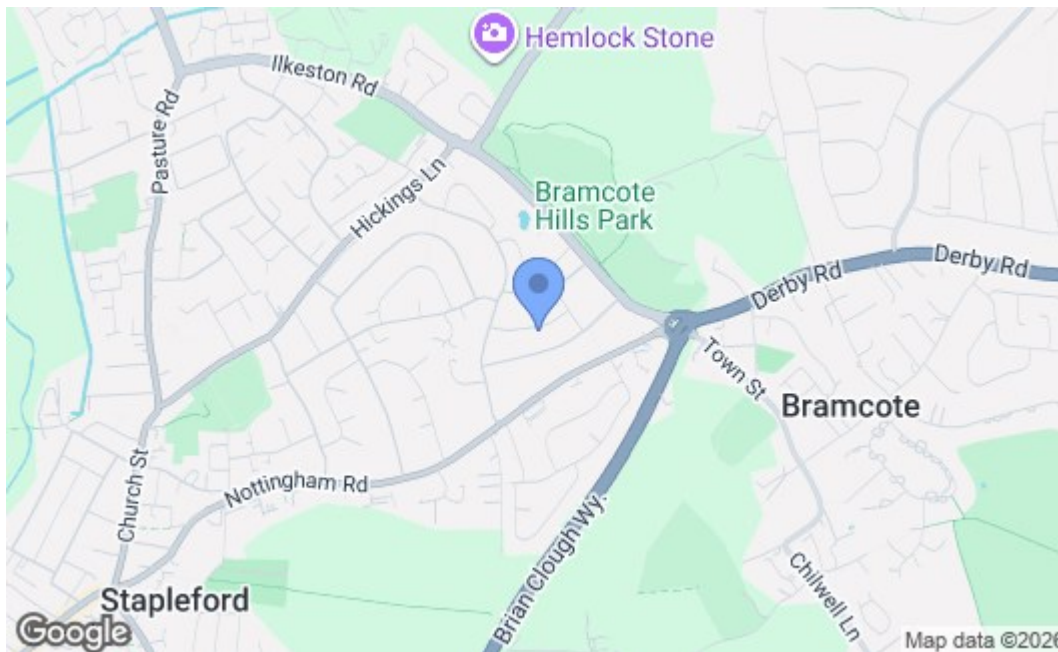 Hemlock Stone
Ilkeston Rd
Pasture Rd
Hickings Ln
Bramcote
Hills Park
Derby Rd
Derby Rd
Town St
Bramcote
Church St
Nottingham Rd
Brian Clough Wy.
Chilwell Ln
Stapleford
Google
Map data ©2026